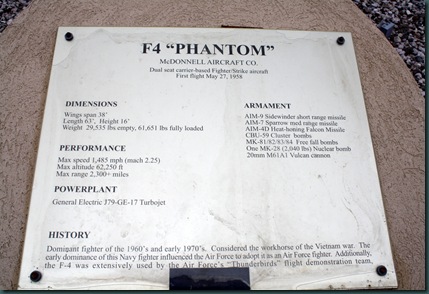 F4 “PHANTOM”
McDONNELL AIRCRAFT CO.
Dual seat carrier-based Fighter/Strike aircraft
First flight May 27, 1958
DIMENSIONS
Wings span 38'
Length 63', Height 16'
Weight 29,535 lbs empty, 61,651 lbs fully loaded
PERFORMANCE
Max speed 1,485 mph (mach 2.25)
Max altitude 62,250 ft
Max range 2,300+ miles
POWERPLANT
General Electric J79-GE-17 Turbojet
ARMAMENT
AIM-9 Sidewinder short range missile
AIM-7 Sparrow med range missile
AIM-4D Heat-honing Falcon Missile
CBU-59 Cluster bombs
MK-81/82/83/84 Free fall bombs
One MK-28 (2,040 lbs) Nuclear bomb
20mm M61A1 Vulcan cannon
HISTORY
Dominant fighter of the 1960's and early 1970's. Considered the workhorse of the Vietnam war. The
early dominance of this Navy fighter influenced the Air Force to adopt it as an Air Force fighter. Additionally,
the F-4 was extensively used by the Air Force's "Thunderbirds" flight demonstration team.